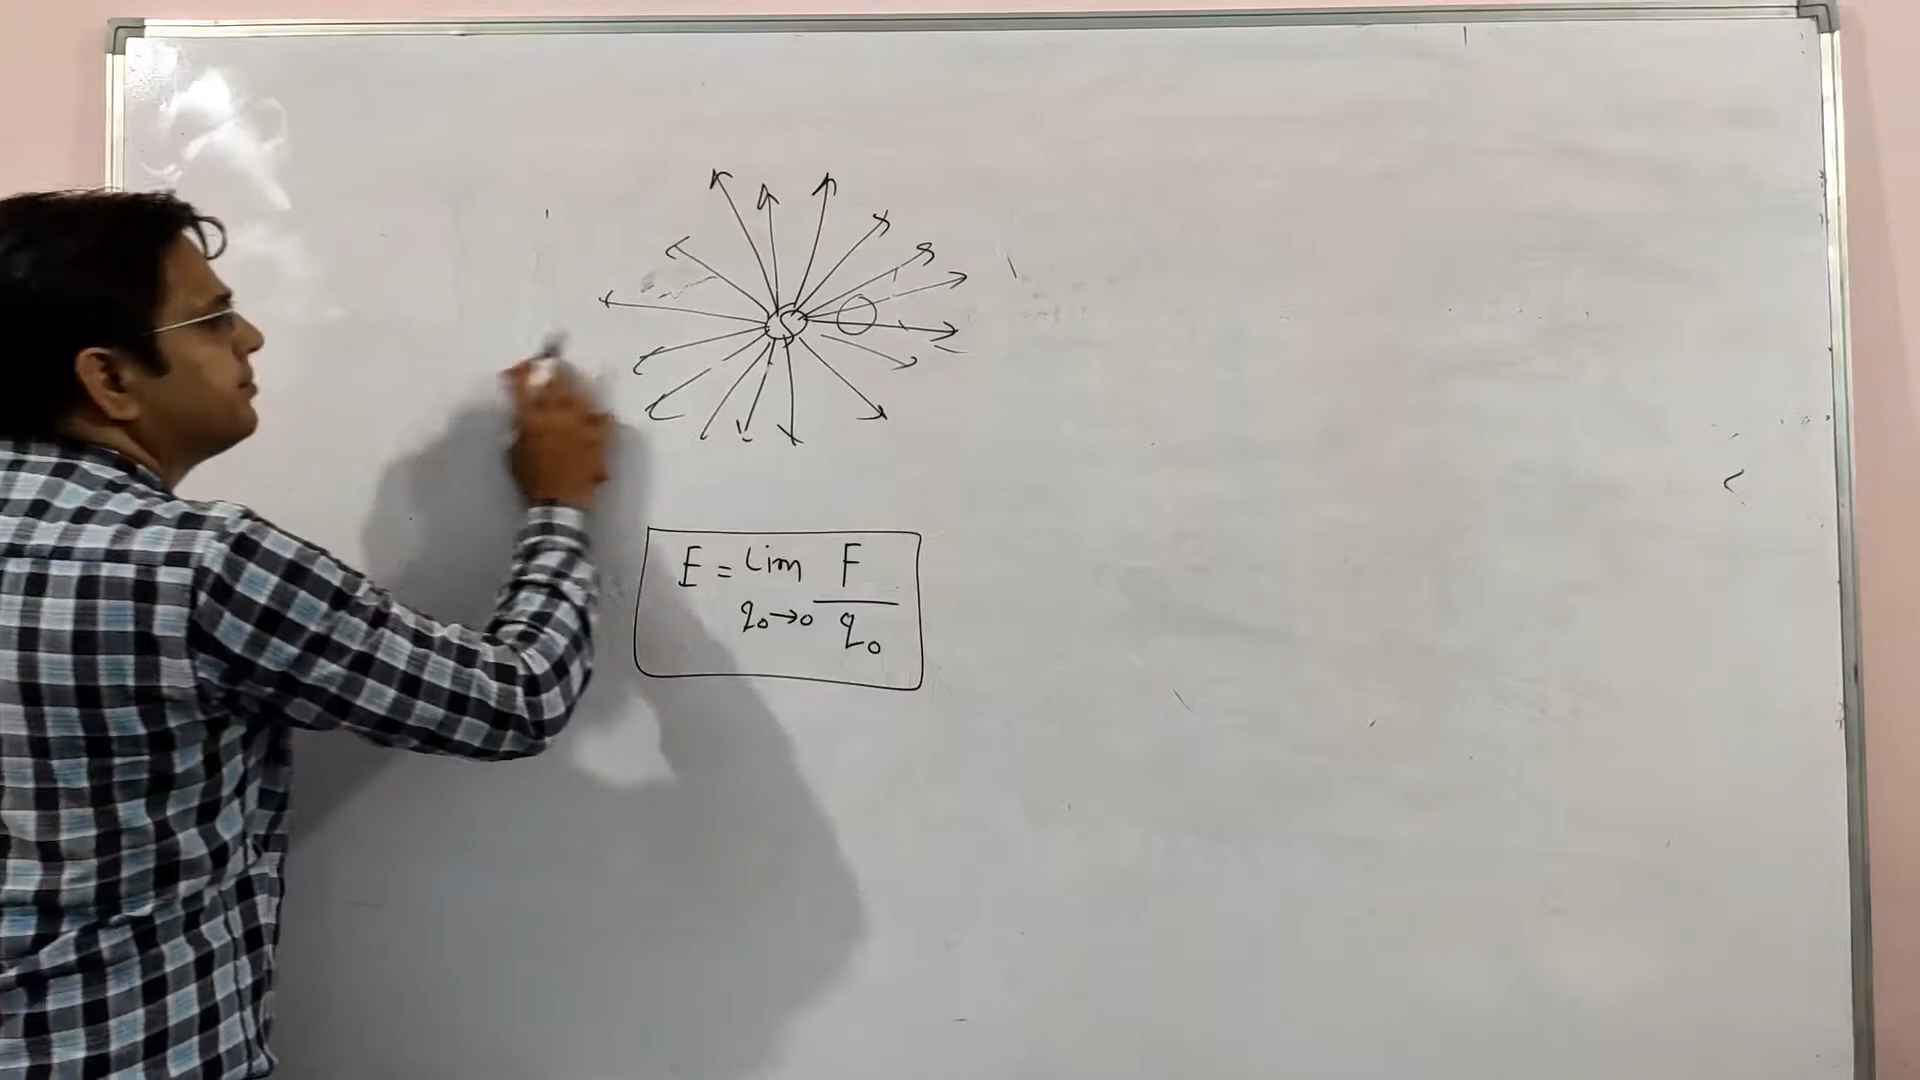 E = Lim F
q₀→0 q₀